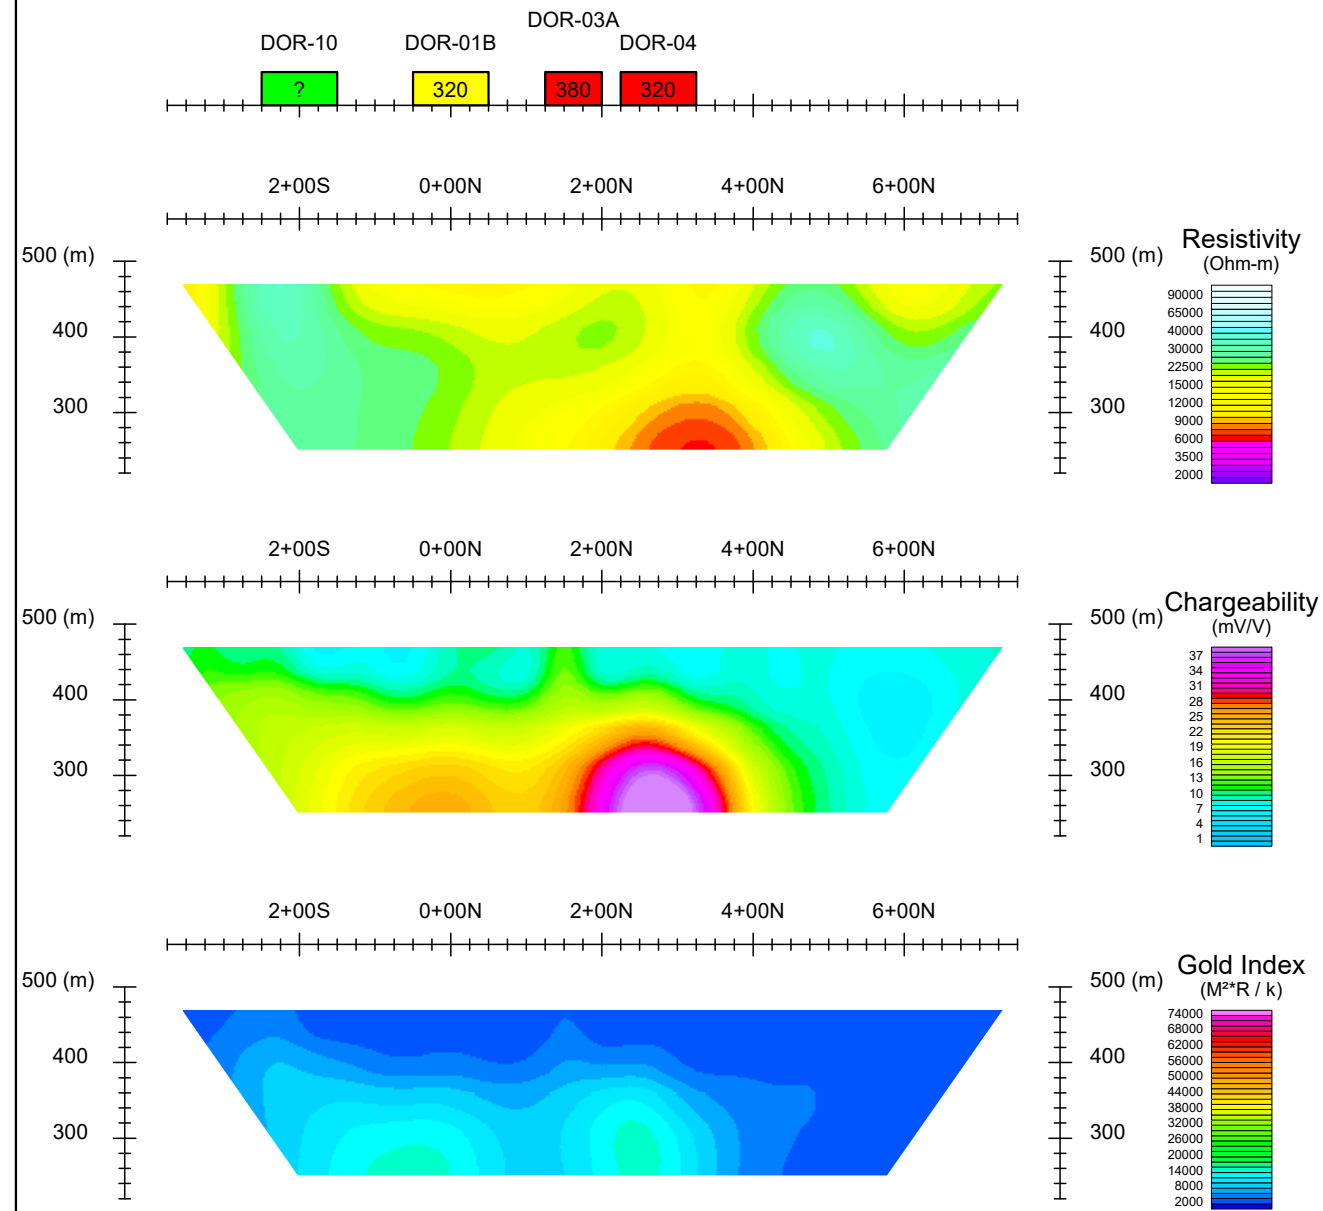 DOR-03A
DOR-10 DOR-01B DOR-04
? 320 380 320
2+00S 0+00N 2+00N 4+00N 6+00N
500 (m) 500 (m)
400 400
300 300
Resistivity
(Ohm-m)
90000
65000
40000
30000
22500
15000
12000
9000
6000
3500
2000
2+00S 0+00N 2+00N 4+00N 6+00N
500 (m) 500 (m)
400 400
300 300
Chargeability
(mV/V)
37
34
31
28
25
22
19
16
13
10
7
4
1
2+00S 0+00N 2+00N 4+00N 6+00N
500 (m) 500 (m)
400 400
300 300
Gold Index
(M²*R / k)
74000
68000
62000
56000
50000
44000
38000
32000
26000
20000
14000
8000
2000